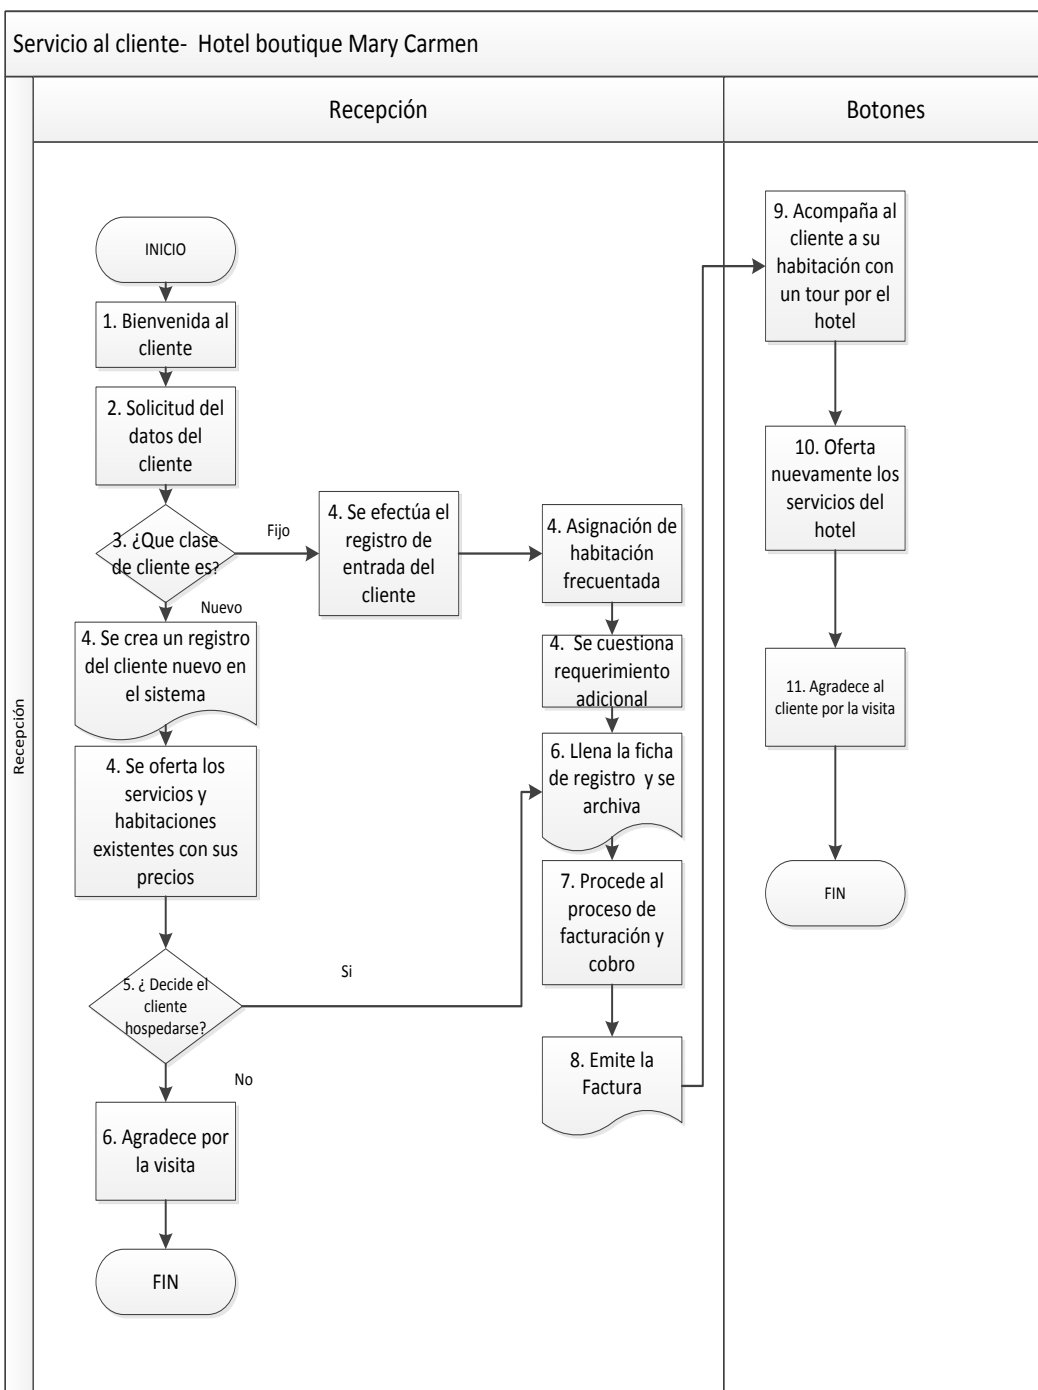 Servicio al cliente-  Hotel boutique Mary Carmen
Recepción
Botones
Recepción
INICIO
1. Bienvenida al
cliente
2. Solicitud del
datos del
cliente
3. ¿Que clase
de cliente es?
Fijo
4. Se efectúa el
registro de
entrada del
cliente
4. Asignación de
habitación
frecuentada
4.  Se cuestiona
requerimiento
adicional
Nuevo
4. Se crea un registro
del cliente nuevo en
el sistema
4. Se oferta los
servicios y
habitaciones
existentes con sus
precios
5. ¿ Decide el
cliente
hospedarse?
Si
No
6. Agradece por
la visita
FIN
6. Llena la ficha
de registro  y se
archiva
7. Procede al
proceso de
facturación y
cobro
8. Emite la
Factura
9. Acompaña al
cliente a su
habitación con
un tour por el
hotel
10. Oferta
nuevamente los
servicios del
hotel
11. Agradece al
cliente por la visita
FIN